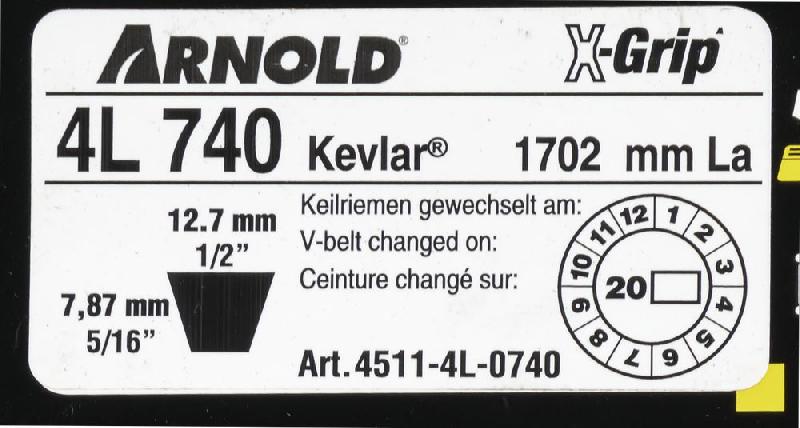 ARNOLD® X-Grip
4L 740 Kevlar® 1702 mm La
12.7 mm
1/2”
7,87 mm
5/16”
Keilriemen gewechselt am:
V-belt changed on:
Ceinture changé sur:
1 2 3 4 5 6 7 8 9 10 11 12
20
Art.4511-4L-0740